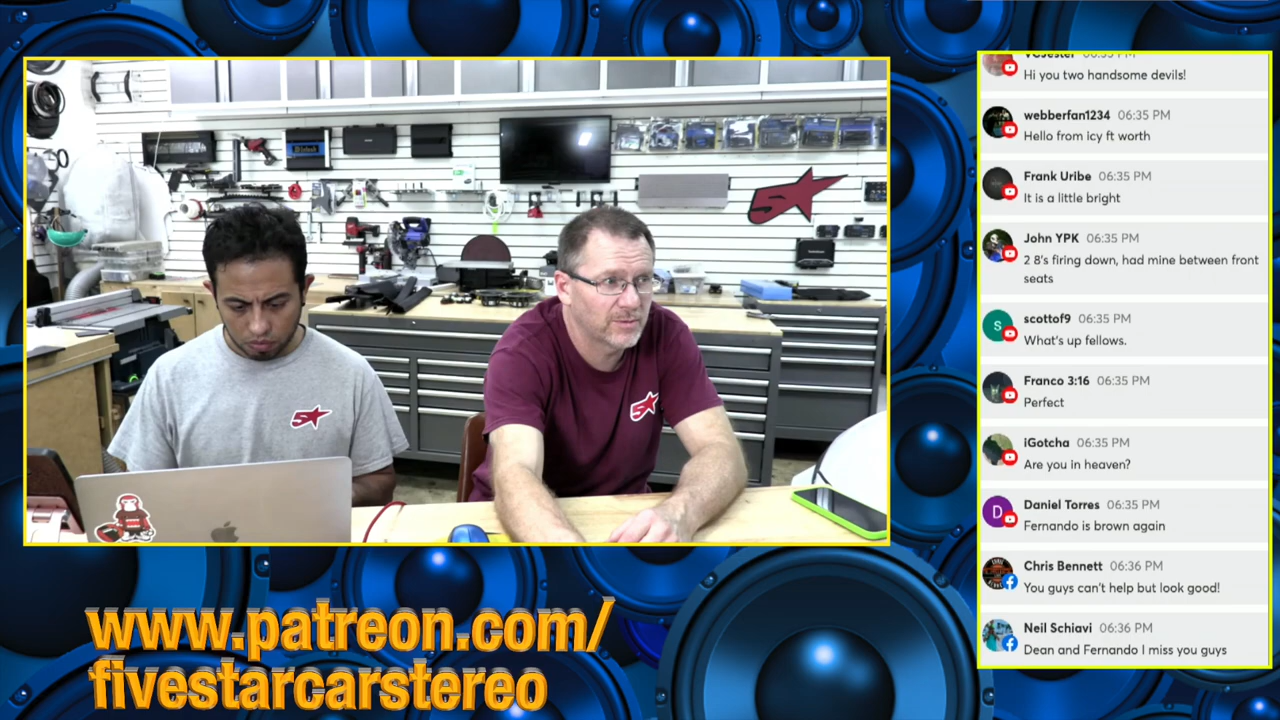 VCJester 06:35 PM
Hi you two handsome devils!
webberfan1234 06:35 PM
Hello from icy ft worth
Frank Uribe 06:35 PM
It is a little bright
John YPK 06:35 PM
2 8's firing down, had mine between front
seats
S
scottof9 06:35 PM
What's up fellows.
Franco 3:16 06:35 PM
Perfect
iGotcha 06:35 PM
Are you in heaven?
D
Daniel Torres 06:35 PM
Fernando is brown again
Chris Bennett 06:36 PM
You guys can't help but look good!
Neil Schiavi 06:36 PM
Dean and Fernando I miss you guys
www.patreon.com/
fivestarcarstereo